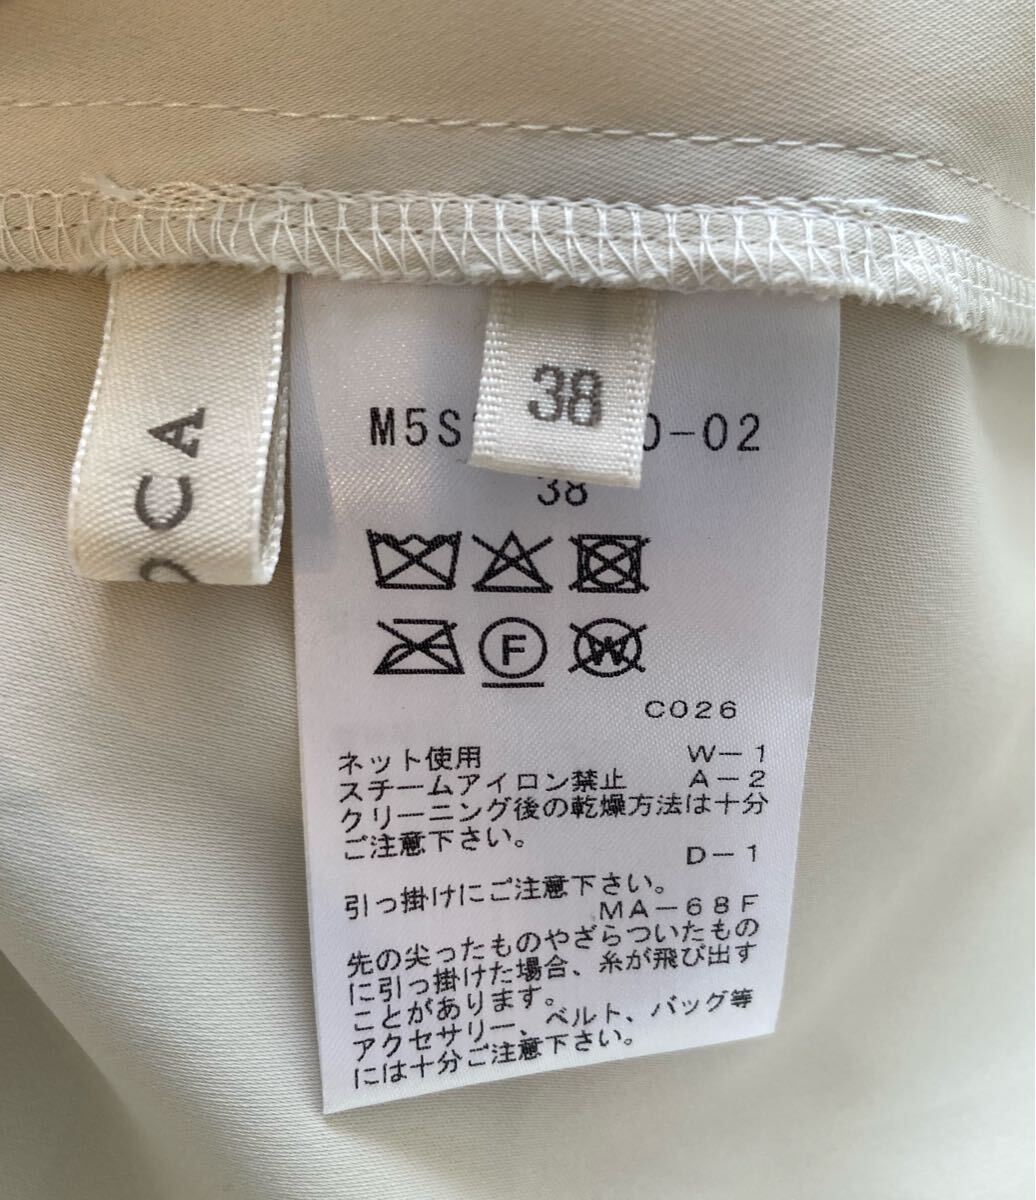 CA
38
M5S
0-02
38
F
W
C026
ネット使用 W-1
スチームアイロン禁止 A-2
クリーニング後の乾燥方法は十分
ご注意下さい。
D-1
引っ掛けにご注意下さい。
MA-68F
先の尖ったものやざらついたもの
に引っ掛けた場合、糸が飛び出す
ことがあります。
アクセサリー、ベルト、バッグ等
には十分ご注意下さい。